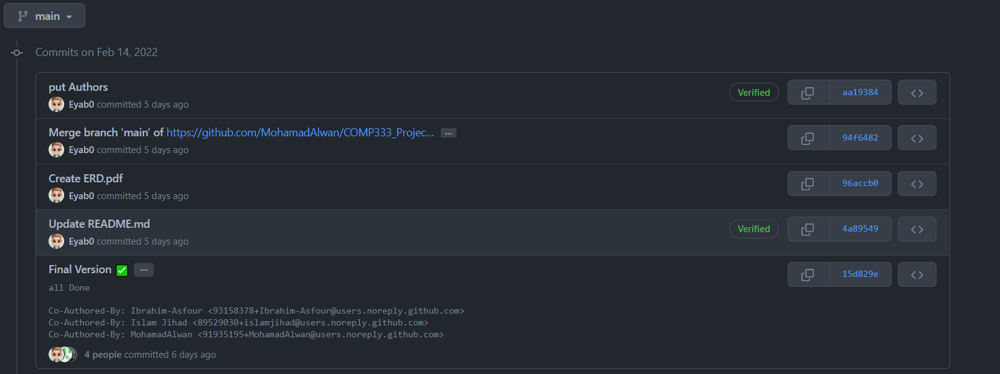 main
Commits on Feb 14, 2022
put Authors
Verified
aa19384
Eyab0 committed 5 days ago
Merge branch 'main' of https://github.com/MohamadAlwan/COMP333_Projec... ...
94f6482
Eyab0 committed 5 days ago
Create ERD.pdf
96accb0
Eyab0 committed 5 days ago
Update README.md
Verified
4a89549
Eyab0 committed 5 days ago
Final Version ✅ ...
15d829e
all Done
Co-Authored-By: Ibrahim-Asfour <93158378+Ibrahim-Asfour@users.noreply.github.com>
Co-Authored-By: Islam Jihad <89529030+islamjihad@users.noreply.github.com>
Co-Authored-By: MohamadAlwan <91935195+MohamadAlwan@users.noreply.github.com>
4 people committed 6 days ago